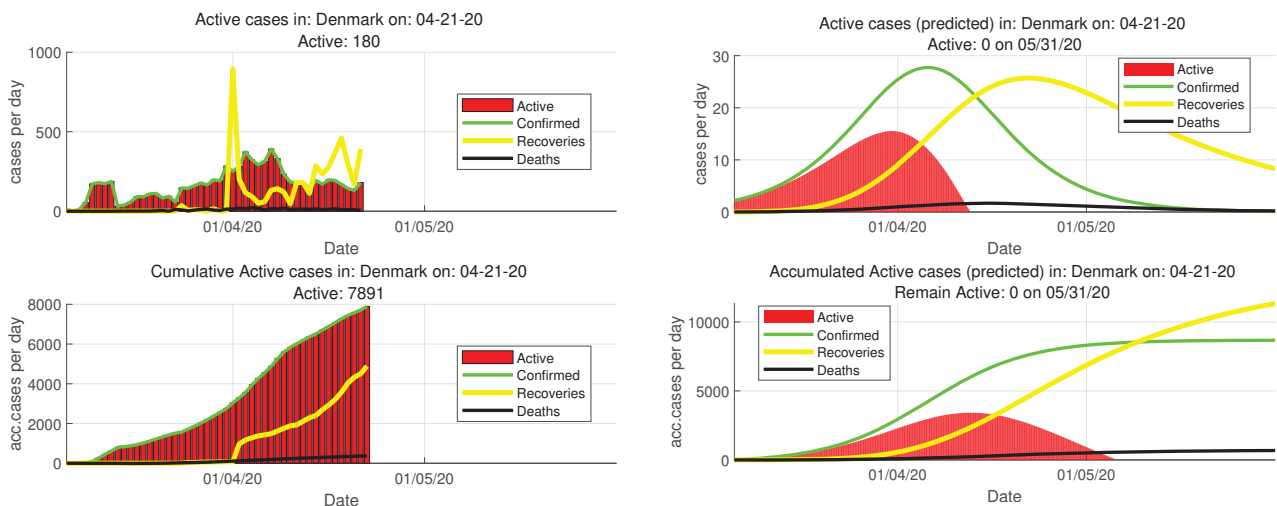 Active cases in: Denmark on: 04-21-20
Active: 180
1000
500
0
cases per day
Active
Confirmed
Recoveries
Deaths
01/04/20
01/05/20
Date
Active cases (predicted) in: Denmark on: 04-21-20
Active: 0 on 05/31/20
30
20
10
0
cases per day
Active
Confirmed
Recoveries
Deaths
01/04/20
01/05/20
Date
Cumulative Active cases in: Denmark on: 04-21-20
Active: 7891
8000
6000
4000
2000
0
acc.cases per day
Active
Confirmed
Recoveries
Deaths
01/04/20
01/05/20
Date
Accumulated Active cases (predicted) in: Denmark on: 04-21-20
Remain Active: 0 on 05/31/20
10000
5000
0
acc.cases per day
Active
Confirmed
Recoveries
Deaths
01/04/20
01/05/20
Date